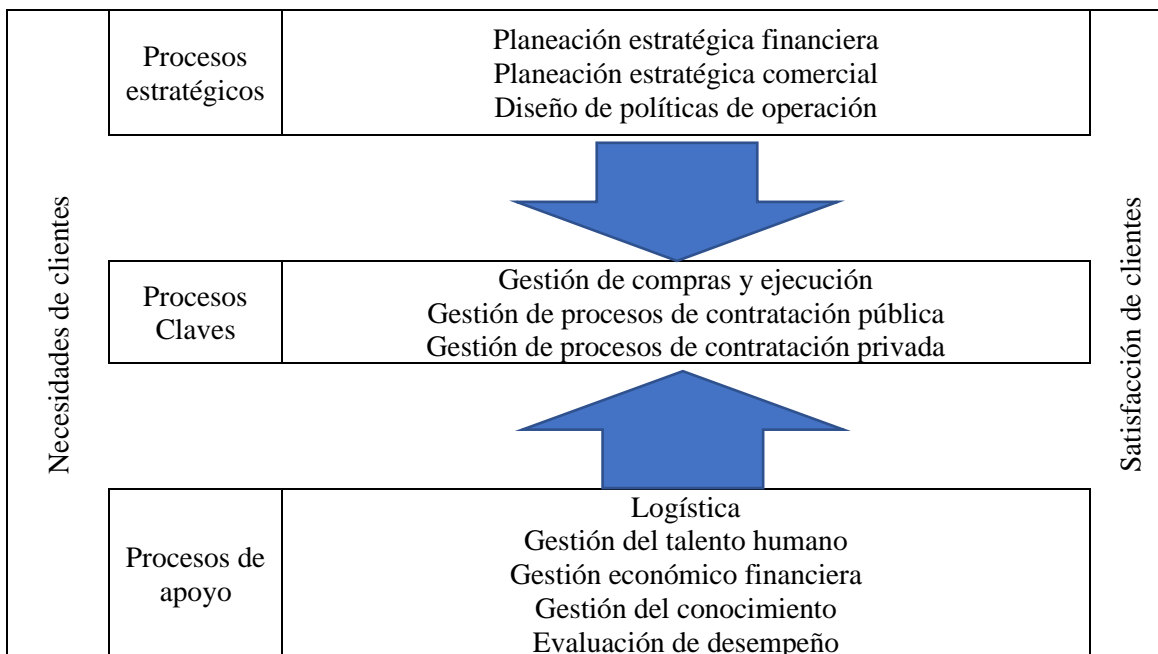 Necesidades de clientes
Procesos
estratégicos
Planeación estratégica financiera
Planeación estratégica comercial
Diseño de políticas de operación
Procesos
Claves
Gestión de compras y ejecución
Gestión de procesos de contratación pública
Gestión de procesos de contratación privada
Procesos de
apoyo
Logística
Gestión del talento humano
Gestión económico financiera
Gestión del conocimiento
Evaluación de desempeño
Satisfacción de clientes